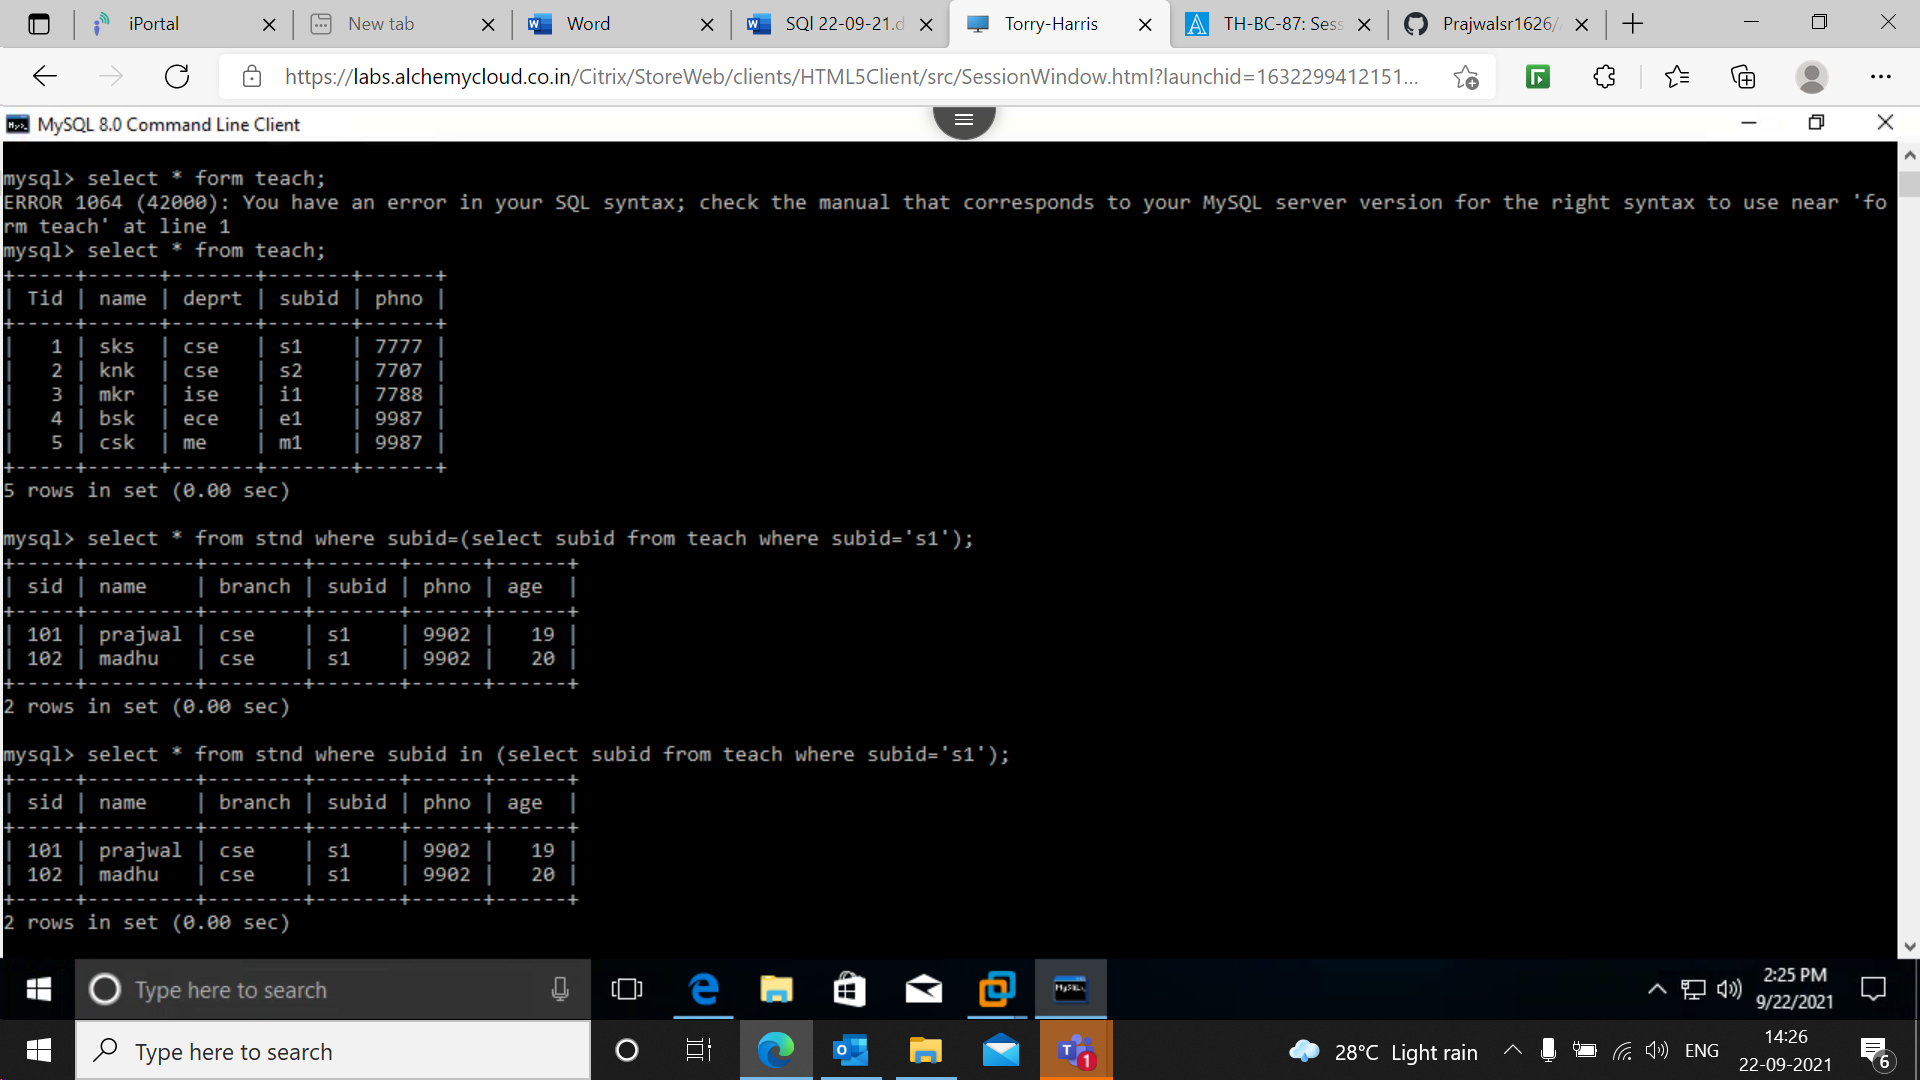 iPortal
New tab
Word
SQl 22-09-21.d
Torry-Harris
TH-BC-87: Sess
Prajwalsr1626/
https://labs.alchemycloud.co.in/Citrix/StoreWeb/clients/HTML5Client/src/SessionWindow.html?launchid=1632299412151...
MySQL 8.0 Command Line Client
mysql> select * form teach;
ERROR 1064 (42000): You have an error in your SQL syntax; check the manual that corresponds to your MySQL server version for the right syntax to use near 'fo
rm teach' at line 1
mysql> select * from teach;
+-----+------+-------+-------+------+
| Tid | name | deprt | subid | phno |
+-----+------+-------+-------+------+
|   1 | sks  | cse   | s1    | 7777 |
|   2 | knk  | cse   | s2    | 7707 |
|   3 | mkr  | ise   | i1    | 7788 |
|   4 | bsk  | ece   | e1    | 9987 |
|   5 | csk  | me    | m1    | 9987 |
+-----+------+-------+-------+------+
5 rows in set (0.00 sec)
mysql> select * from stnd where subid=(select subid from teach where subid='s1');
+-----+---------+--------+-------+------+------+
| sid | name    | branch | subid | phno | age  |
+-----+---------+--------+-------+------+------+
| 101 | prajwal | cse    | s1    | 9902 |   19 |
| 102 | madhu   | cse    | s1    | 9902 |   20 |
+-----+---------+--------+-------+------+------+
2 rows in set (0.00 sec)
mysql> select * from stnd where subid in (select subid from teach where subid='s1');
+-----+---------+--------+-------+------+------+
| sid | name    | branch | subid | phno | age  |
+-----+---------+--------+-------+------+------+
| 101 | prajwal | cse    | s1    | 9902 |   19 |
| 102 | madhu   | cse    | s1    | 9902 |   20 |
+-----+---------+--------+-------+------+------+
2 rows in set (0.00 sec)
Type here to search
2:25 PM
9/22/2021
Type here to search
1
28°C Light rain
ENG
14:26
22-09-2021
6